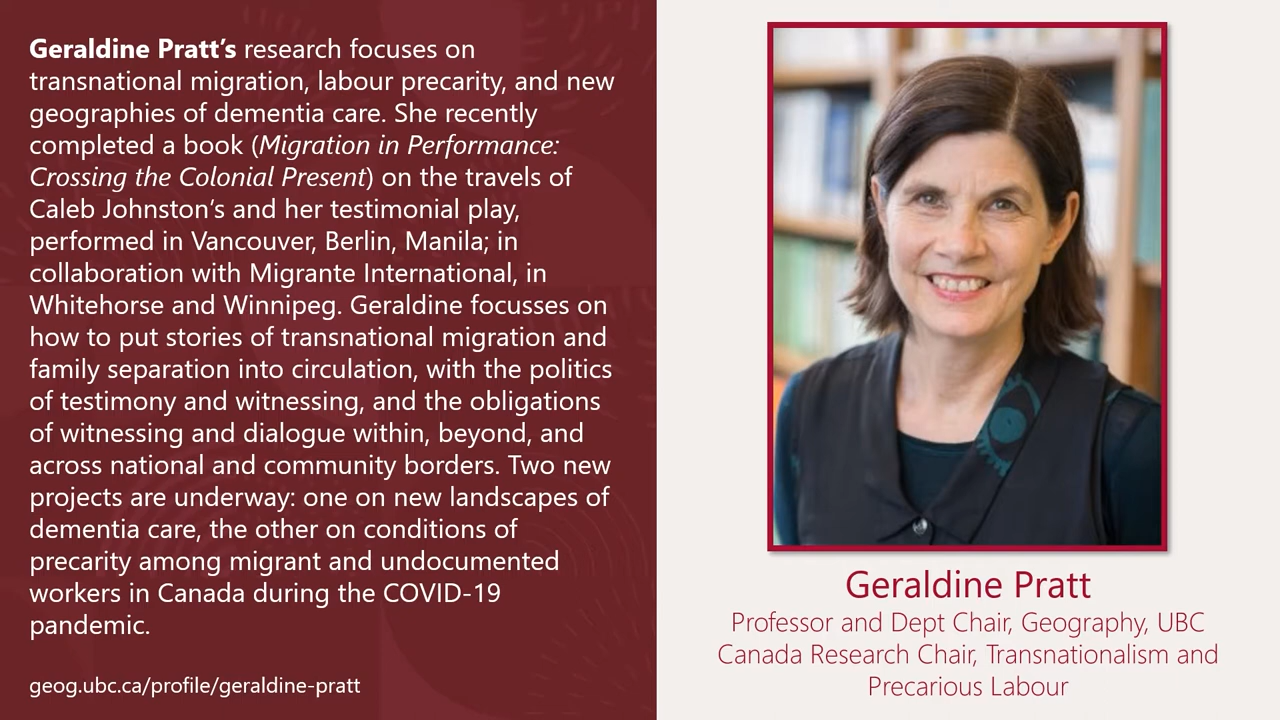 Geraldine Pratt’s research focuses on
transnational migration, labour precarity, and new
geographies of dementia care. She recently
completed a book (Migration in Performance:
Crossing the Colonial Present) on the travels of
Caleb Johnston’s and her testimonial play,
performed in Vancouver, Berlin, Manila; in
collaboration with Migrante International, in
Whitehorse and Winnipeg. Geraldine focusses on
how to put stories of transnational migration and
family separation into circulation, with the politics
of testimony and witnessing, and the obligations
of witnessing and dialogue within, beyond, and
across national and community borders. Two new
projects are underway: one on new landscapes of
dementia care, the other on conditions of
precarity among migrant and undocumented
workers in Canada during the COVID-19
pandemic.
geog.ubc.ca/profile/geraldine-pratt
Geraldine Pratt
Professor and Dept Chair, Geography, UBC
Canada Research Chair, Transnationalism and
Precarious Labour